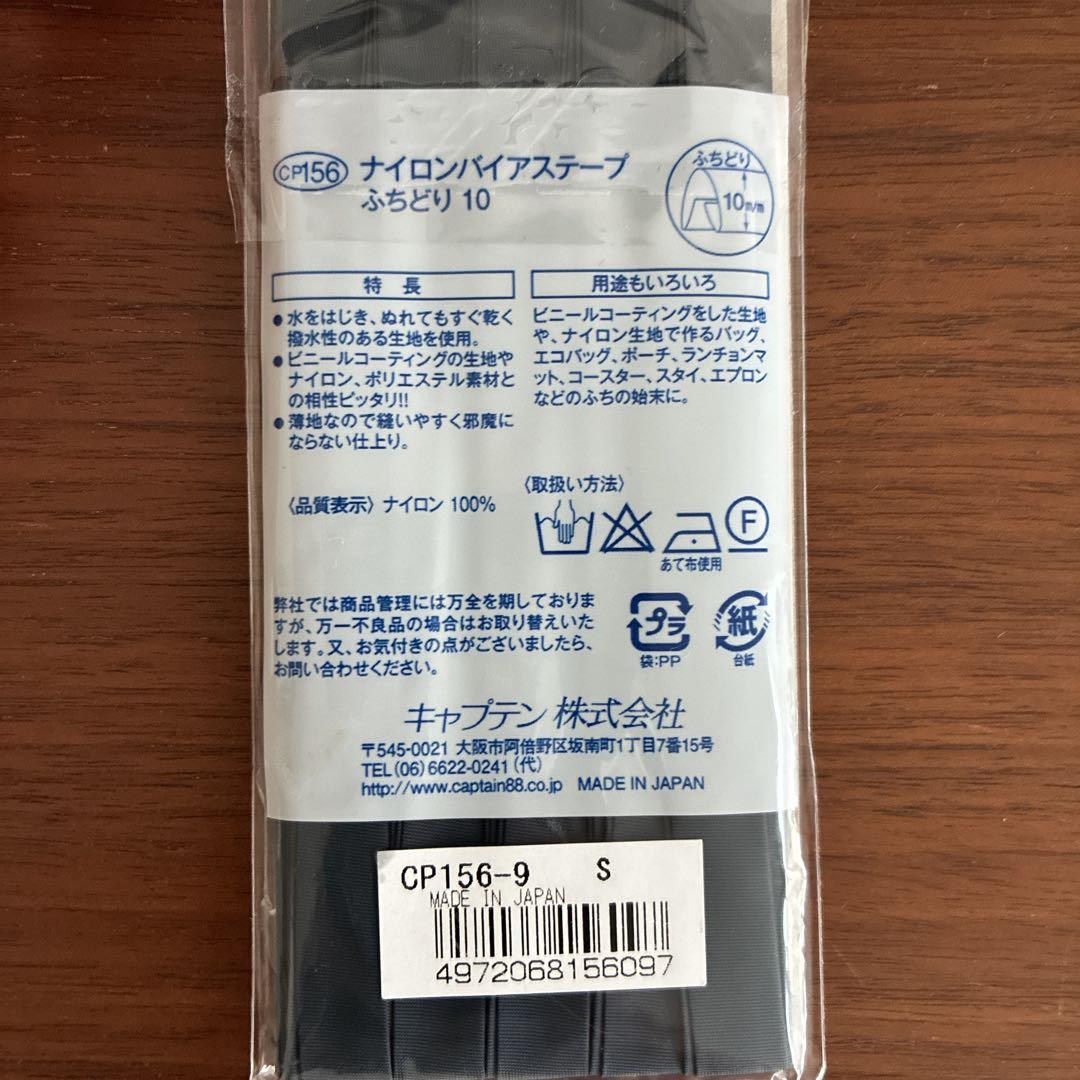 CP156 ナイロンバイアステープ
ふちどり 10
ふちどり
10m/m
特長
●水をはじき、ぬれてもすぐ乾く
撥水性のある生地を使用。
●ビニールコーティングの生地や
ナイロン、ポリエステル素材と
の相性ピッタリ!!
●薄地なので縫いやすく邪魔に
ならない仕上り。
用途もいろいろ
ビニールコーティングをした生地
や、ナイロン生地で作るバッグ、
エコバッグ、ポーチ、ランチョンマ
ット、コースター、スタイ、エプロン
などのふちの始末に。
〈品質表示〉ナイロン 100%
〈取扱い方法〉
F
あて布使用
弊社では商品管理には万全を期しておりま
すが、万一不良品の場合はお取り替えいた
します。又、お気付きの点がございましたら、
お問い合わせください。
プラ
袋:PP
紙
台紙
キャプテン株式会社
〒545-0021 大阪市阿倍野区阪南町1丁目7番15号
TEL(06)6622-0241(代)
http://www.captain88.co.jp MADE IN JAPAN
CP156-9 S
MADE IN JAPAN
4972068156097